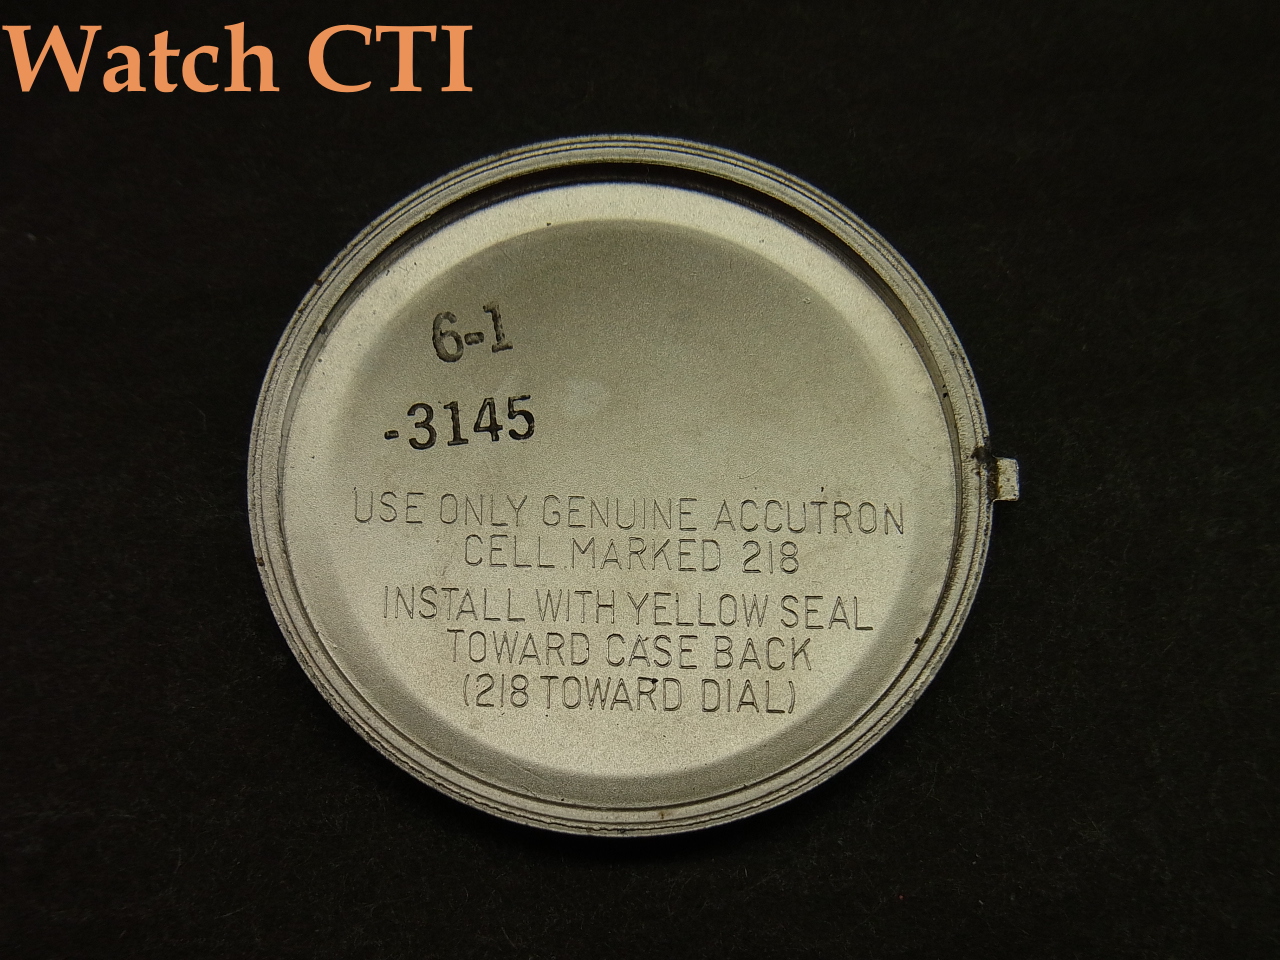 Watch CTI
6-1
-3145
USE ONLY GENUINE ACCUTRON
CELL MARKED 218
INSTALL WITH YELLOW SEAL
TOWARD CASE BACK
(218 TOWARD DIAL)